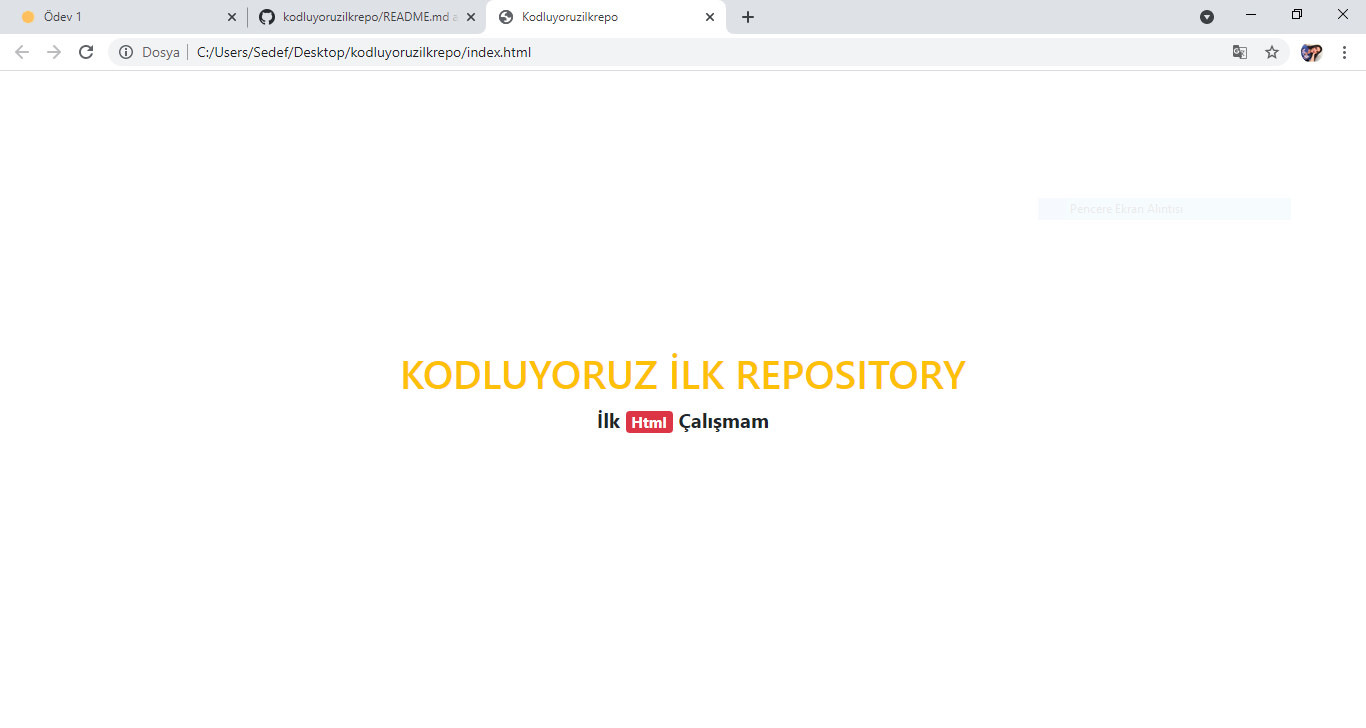 Ödev 1
kodluyoruzilkrepo/README.md a
Kodluyoruzilkrepo
Dosya
C:/Users/Sedef/Desktop/kodluyoruzilkrepo/index.html
Pencere Ekran Alıntısı
KODLUYORUZ İLK REPOSITORY
İlk Html Çalışmam